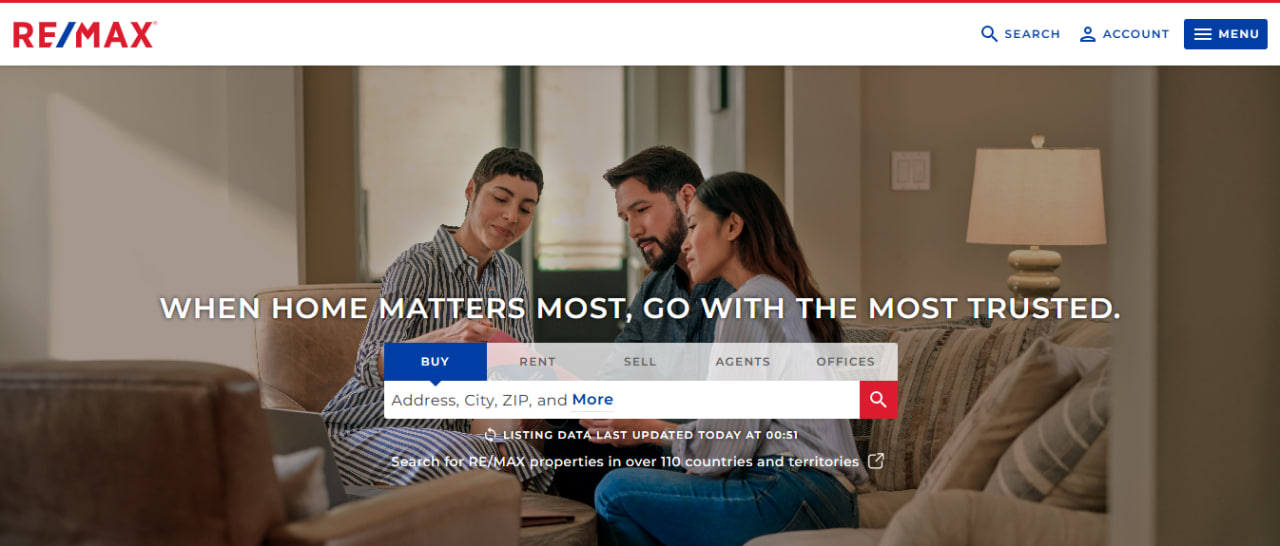 RE/MAX®
SEARCH ACCOUNT MENU
WHEN HOME MATTERS MOST, GO WITH THE MOST TRUSTED.
BUY RENT SELL AGENTS OFFICES
Address, City, ZIP, and More
LISTING DATA LAST UPDATED TODAY AT 00:51
Search for RE/MAX properties in over 110 countries and territories